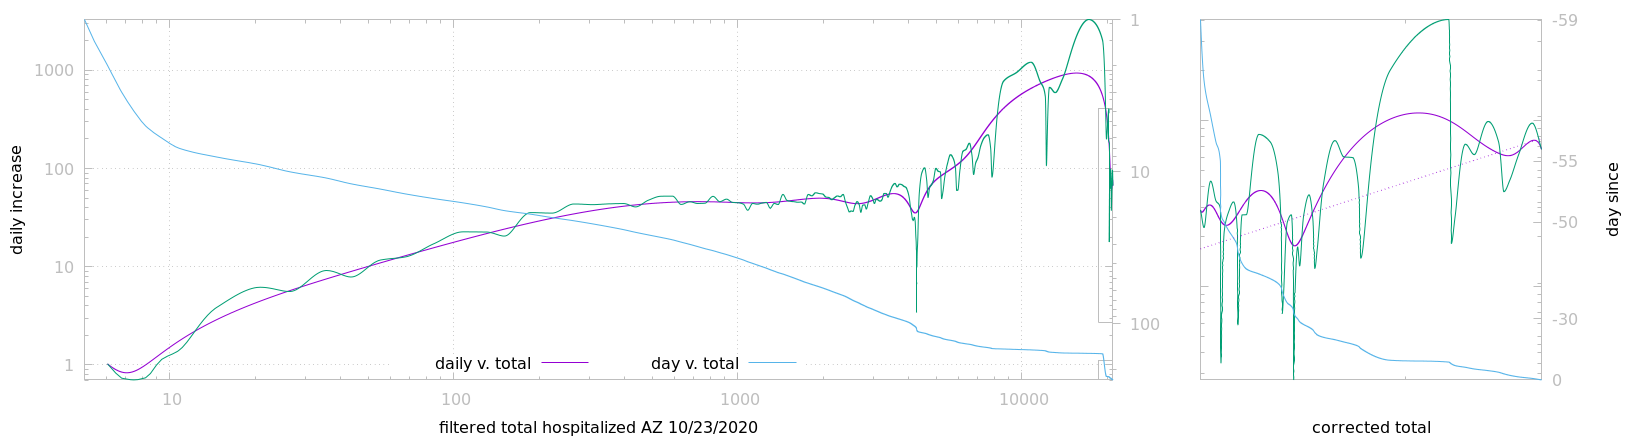 1 -59
1000
10 -55
100
daily increase
-50
day since
10
100 -30
1 daily v. total day v. total
0
10 100 1000 10000
filtered total hospitalized AZ 10/23/2020 corrected total